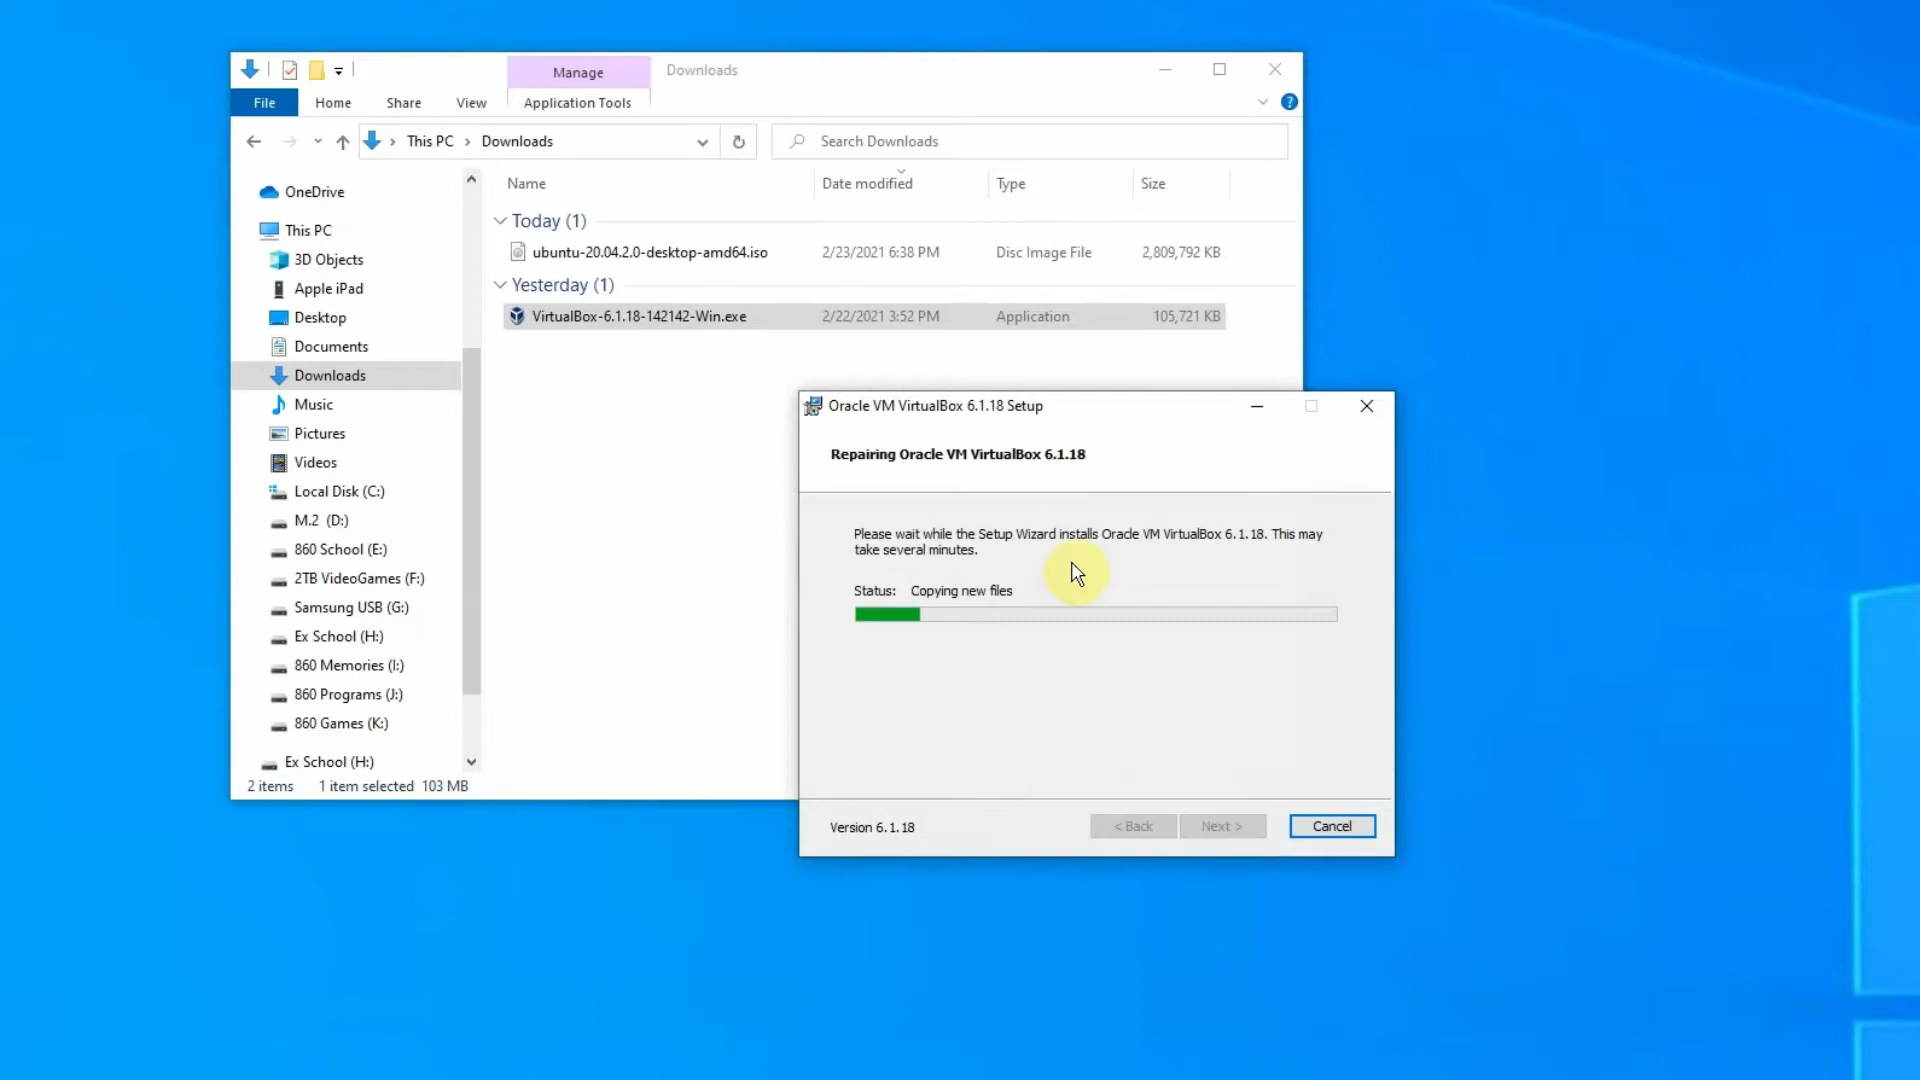 Manage
Downloads
File
Home
Share
View
Application Tools
This PC
Downloads
Search Downloads
Name
Date modified
Type
Size
OneDrive
This PC
3D Objects
Apple iPad
Desktop
Documents
Downloads
Music
Pictures
Videos
Local Disk (C:)
M.2 (D:)
860 School (E:)
2TB VideoGames (F:)
Samsung USB (G:)
Ex School (H:)
860 Memories (I:)
860 Programs (J:)
860 Games (K:)
Ex School (H:)
Today (1)
ubuntu-20.04.2.0-desktop-amd64.iso 2/23/2021 6:38 PM Disc Image File 2,809,792 KB
Yesterday (1)
VirtualBox-6.1.18-142142-Win.exe 2/22/2021 3:52 PM Application 105,721 KB
2 items 1 item selected 103 MB
Oracle VM VirtualBox 6.1.18 Setup
Repairing Oracle VM VirtualBox 6.1.18
Please wait while the Setup Wizard installs Oracle VM VirtualBox 6.1.18. This may
take several minutes.
Status: Copying new files
Version 6.1.18
< Back
Next >
Cancel